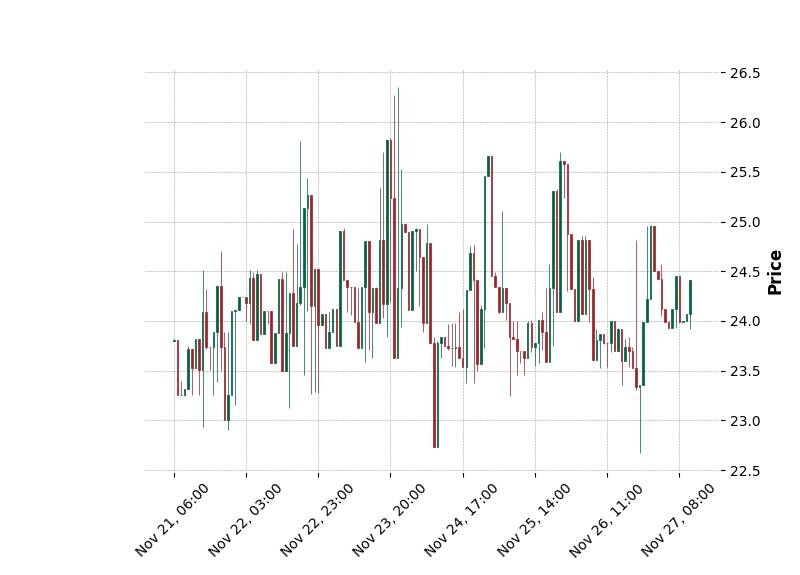 26.5
26.0
25.5
25.0
24.5
24.0
23.5
23.0
22.5
Price
Nov 21, 06:00
Nov 22, 03:00
Nov 22, 23:00
Nov 23, 20:00
Nov 24, 17:00
Nov 25, 14:00
Nov 26, 11:00
Nov 27, 08:00